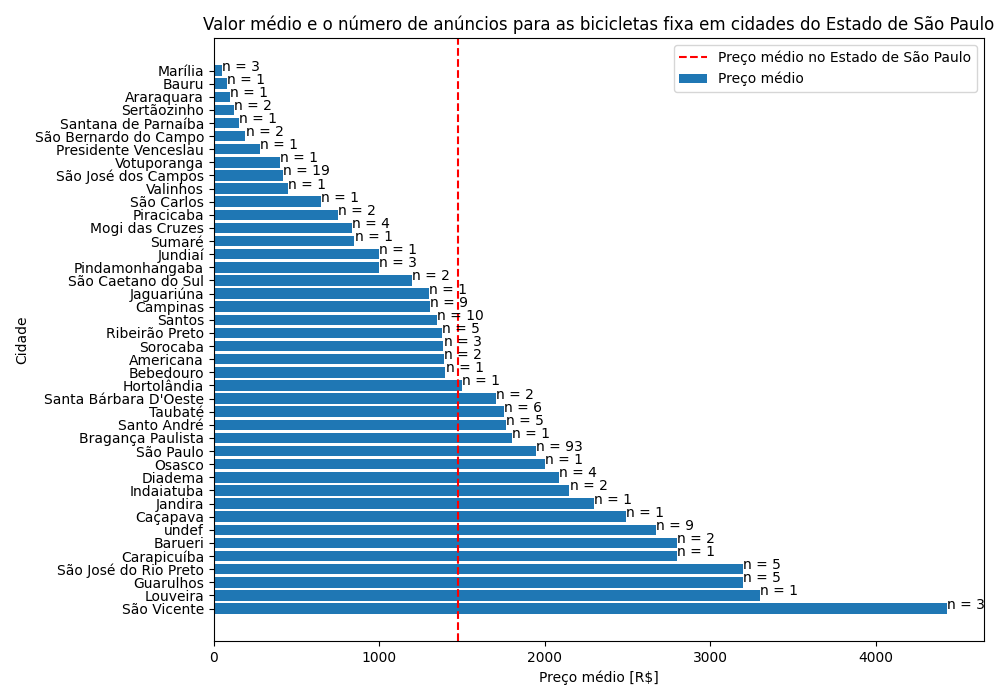 Valor médio e o número de anúncios para as bicicletas fixa em cidades do Estado de São Paulo
Preço médio no Estado de São Paulo
Preço médio
Cidade
Marília n = 3
Bauru n = 1
Araraquara n = 1
Sertãozinho n = 2
Santana de Parnaíba n = 1
São Bernardo do Campo n = 2
Presidente Venceslau n = 1
Votuporanga n = 1
São José dos Campos n = 19
Valinhos n = 1
São Carlos n = 1
Piracicaba n = 2
Mogi das Cruzes n = 4
Sumaré n = 1
Jundiaí n = 1
Pindamonhangaba n = 3
São Caetano do Sul n = 2
Jaguariúna n = 1
Campinas n = 9
Santos n = 10
Ribeirão Preto n = 5
Sorocaba n = 3
Americana n = 2
Bebedouro n = 1
Hortolândia n = 1
Santa Bárbara D'Oeste n = 2
Taubaté n = 6
Santo André n = 5
Bragança Paulista n = 1
São Paulo n = 93
Osasco n = 1
Diadema n = 4
Indaiatuba n = 2
Jandira n = 1
Caçapava n = 1
undef n = 9
Barueri n = 2
Carapicuíba n = 1
São José do Rio Preto n = 5
Guarulhos n = 5
Louveira n = 1
São Vicente n = 3
0 1000 2000 3000 4000
Preço médio [R$]